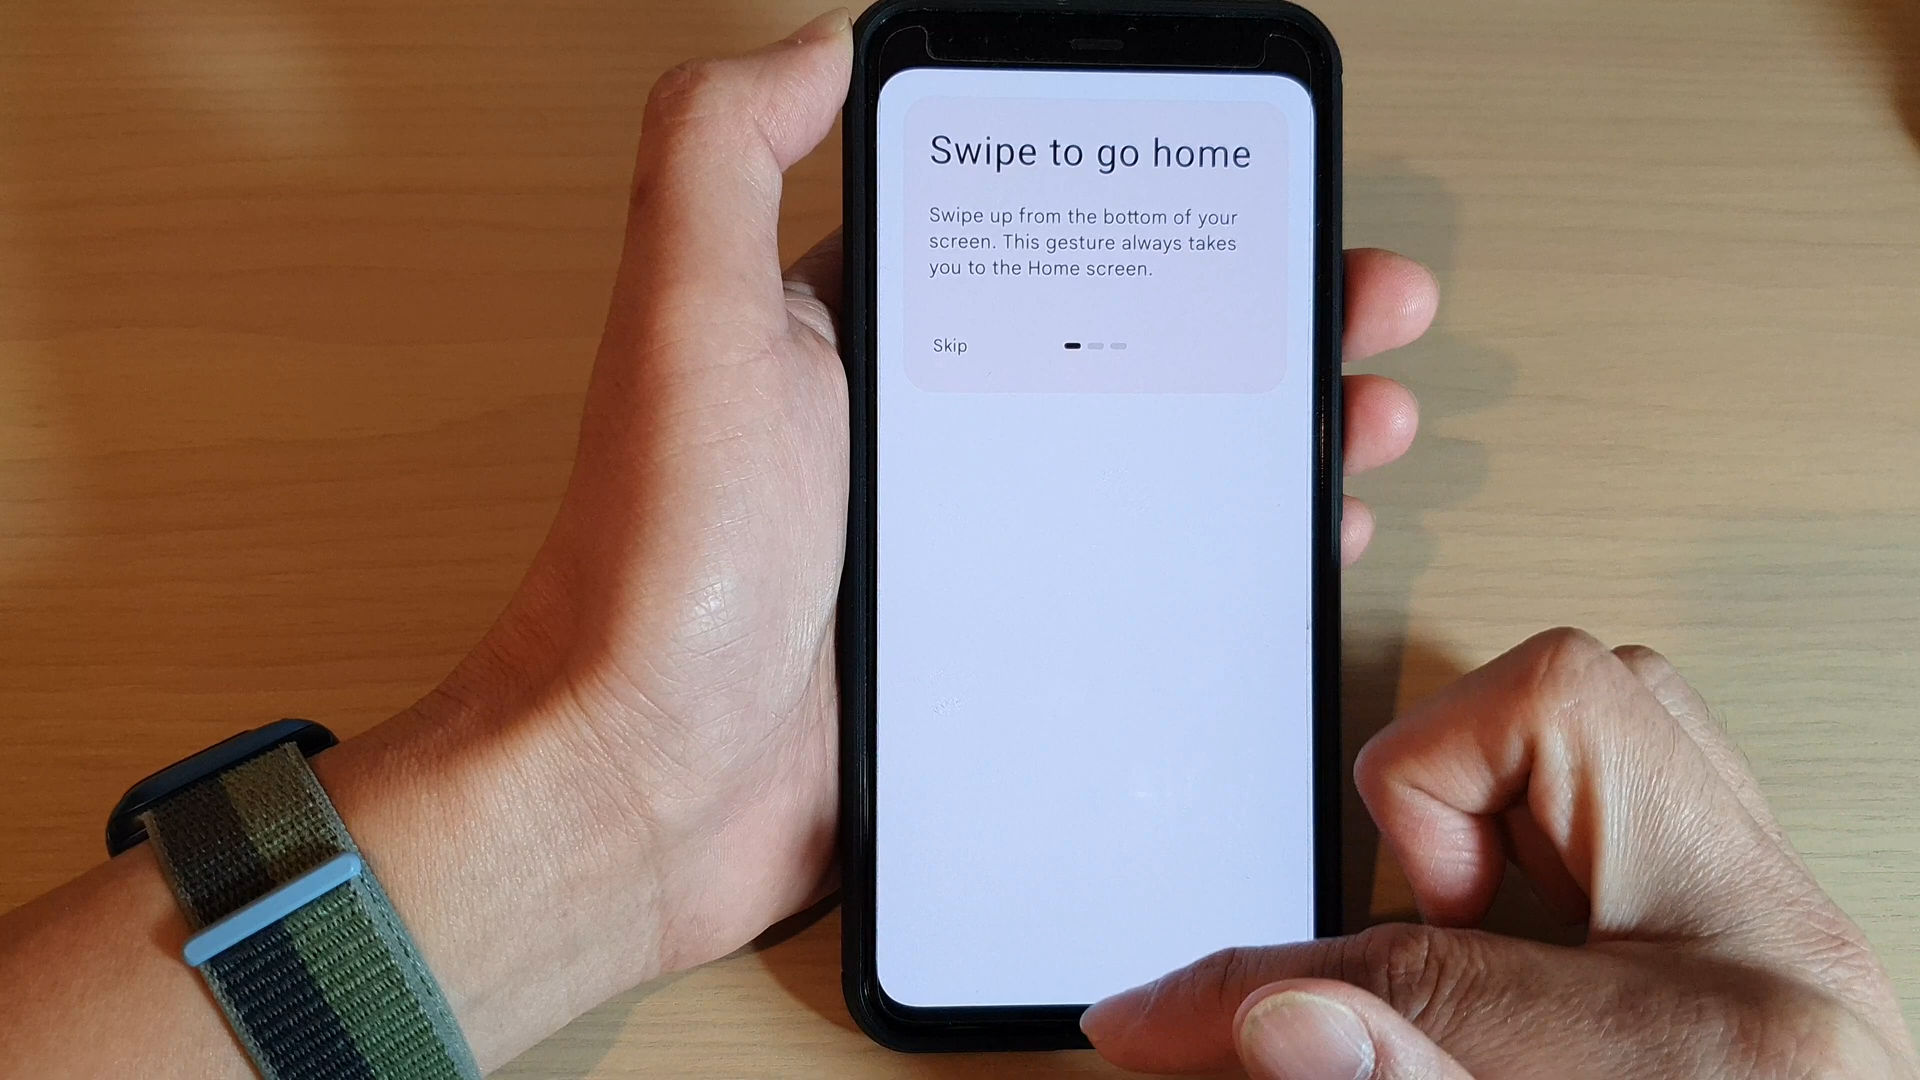 Swipe to go home
Swipe up from the bottom of your
screen. This gesture always takes
you to the Home screen.
Skip